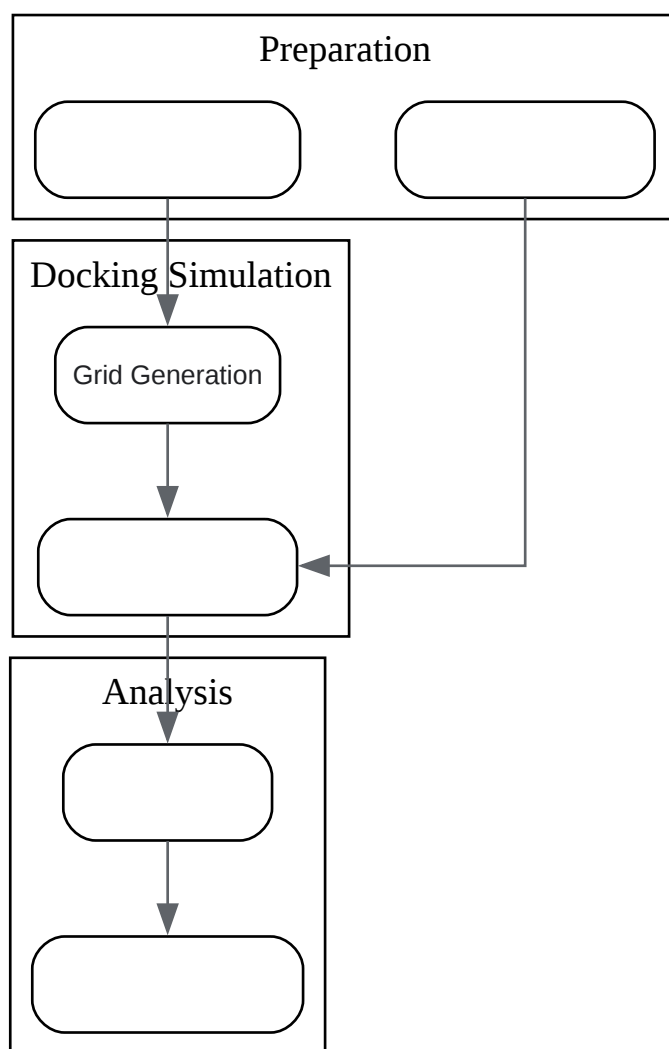 Preparation
Docking Simulation
Grid Generation
Analysis